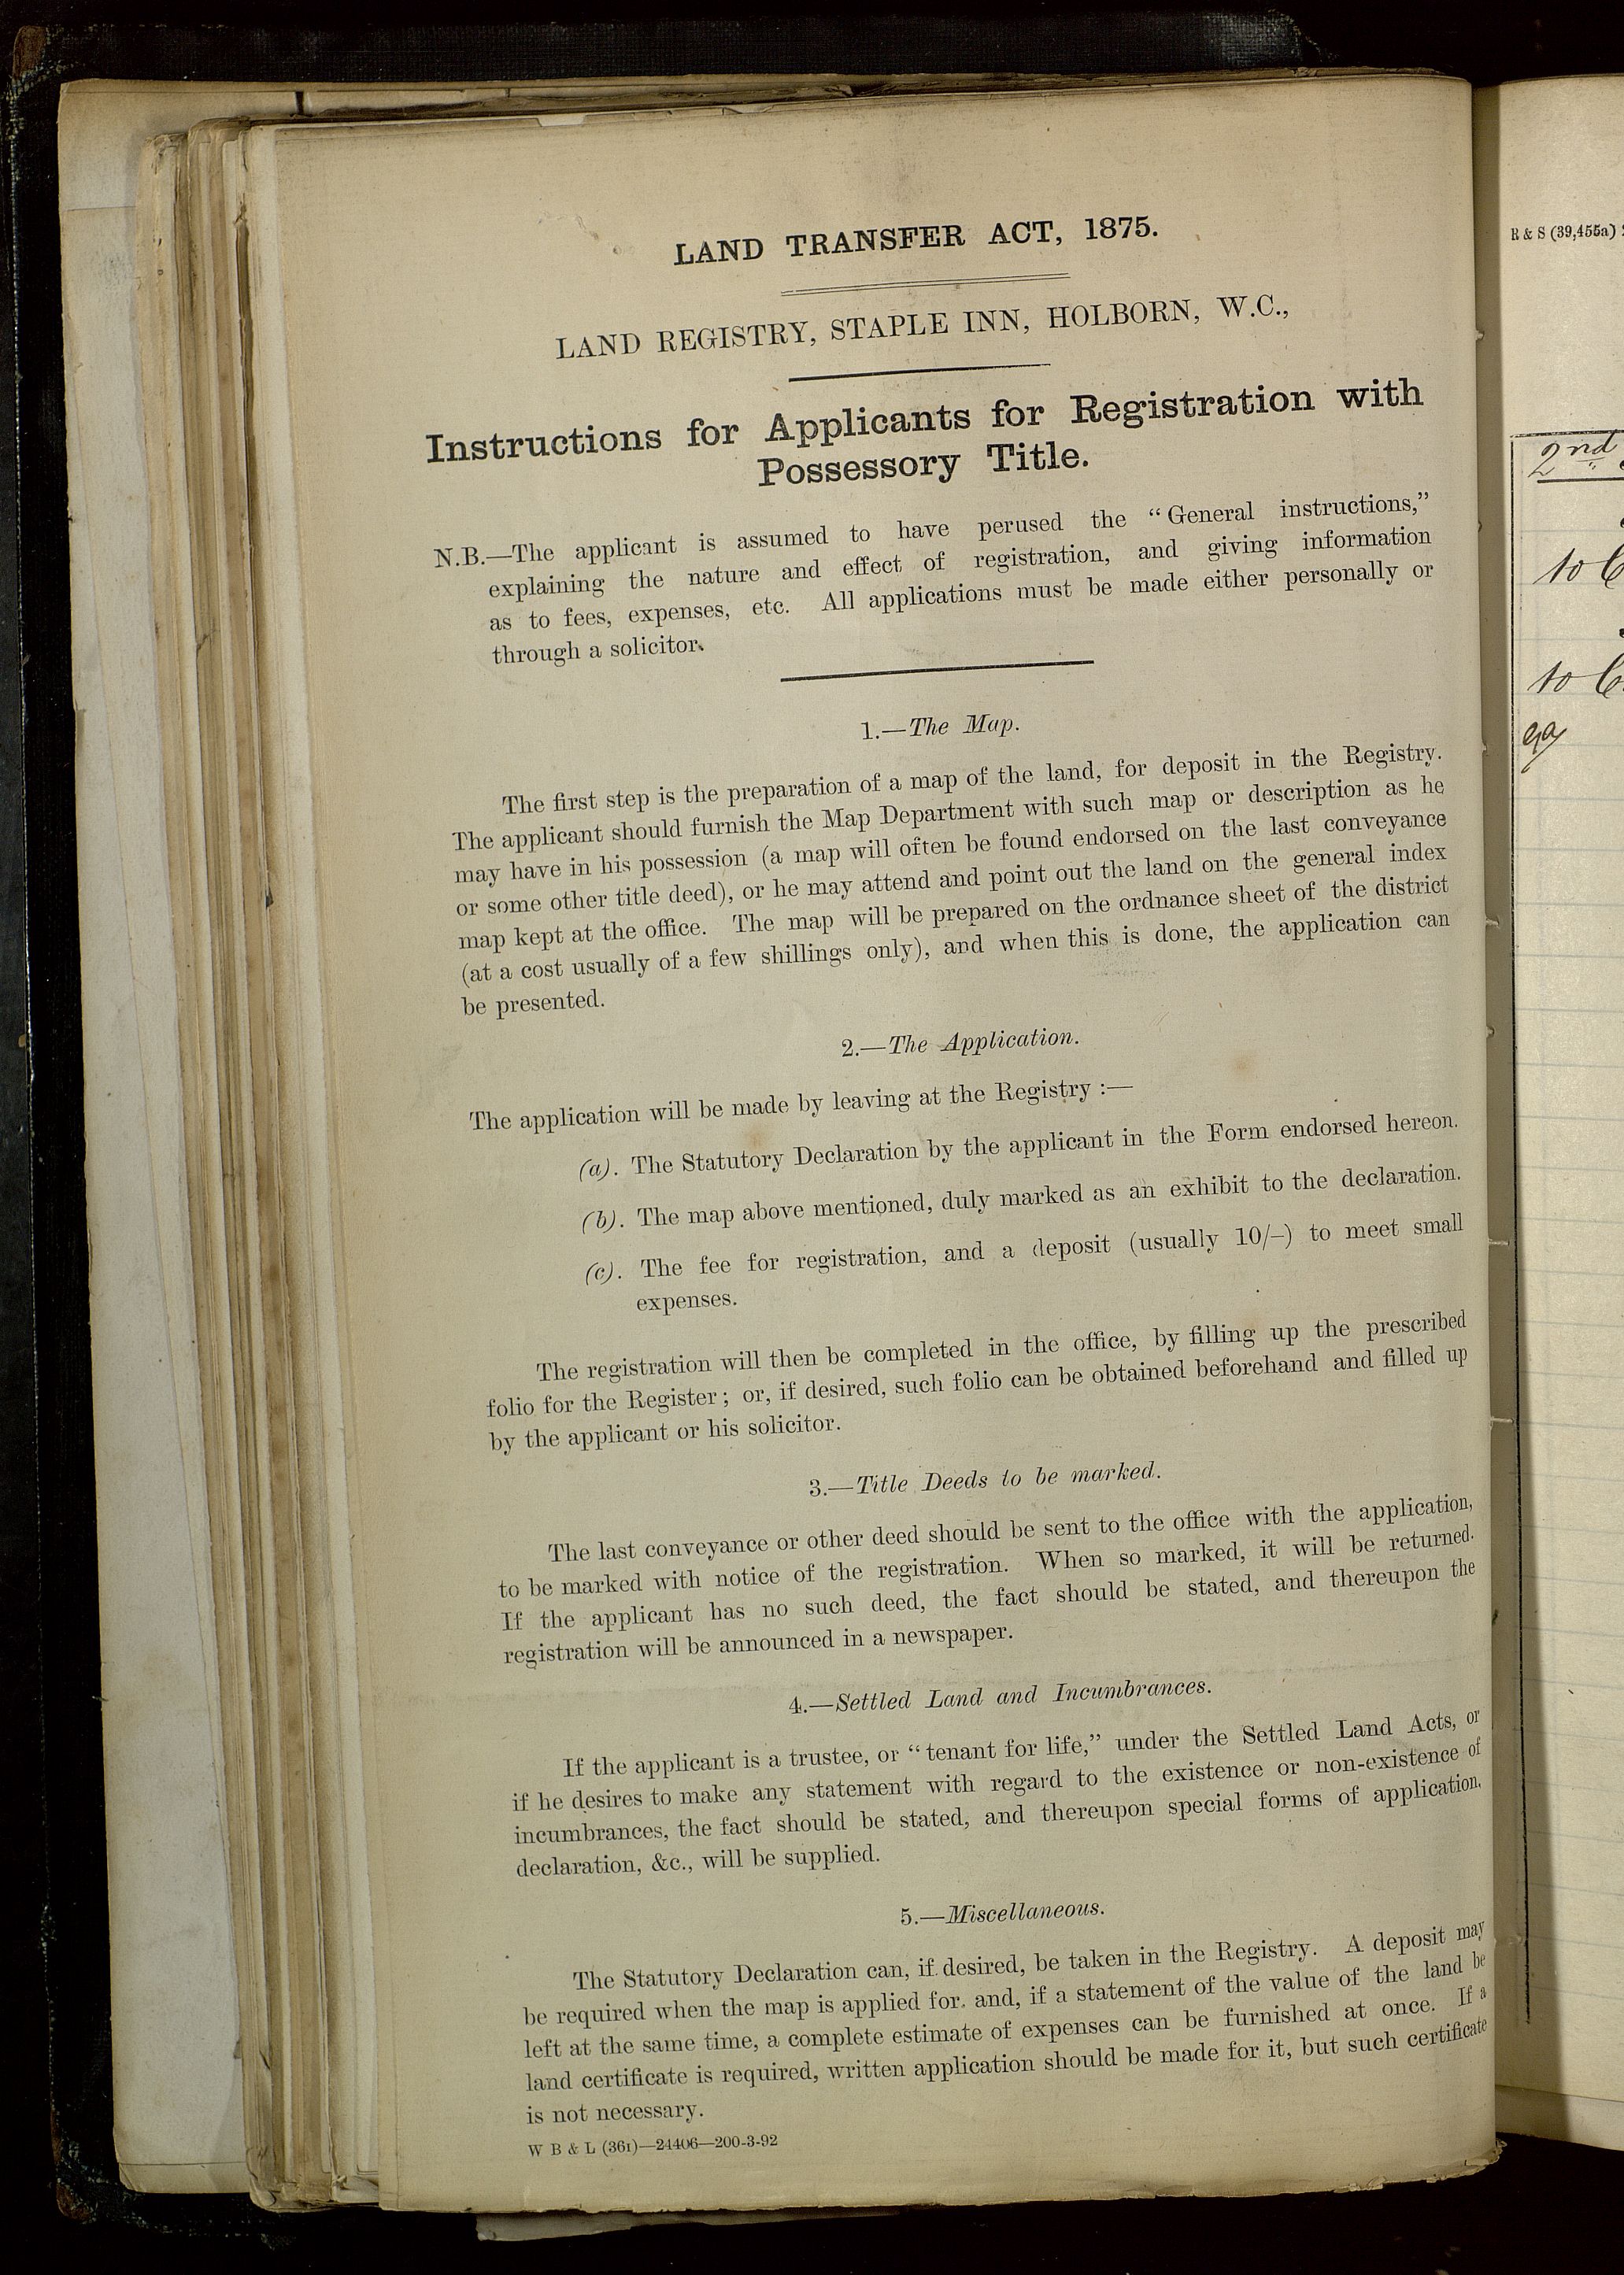 LAND TRANSFER ACT, 1875.
LAND REGISTRY, STAPLE INN, HOLBORN, W.C.,
Instructions for Applicants for Registration with
Possessory Title.
N.B.—The applicant is assumed to have perused the “General instructions,”
explaining the nature and effect of registration, and giving information
as to fees, expenses, etc. All applications must be made either personally or
through a solicitor.
1.—The Map.
The first step is the preparation of a map of the land, for deposit in the Registry.
The applicant should furnish the Map Department with such map or description as he
may have in his possession (a map will often be found endorsed on the last conveyance
or some other title deed), or he may attend and point out the land on the general index
map kept at the office. The map will be prepared on the ordnance sheet of the district
(at a cost usually of a few shillings only), and when this is done, the application can
be presented.
2.—The Application.
The application will be made by leaving at the Registry :—
(a). The Statutory Declaration by the applicant in the Form endorsed hereon.
(b). The map above mentioned, duly marked as an exhibit to the declaration.
(c). The fee for registration, and a deposit (usually 10/–) to meet small
expenses.
The registration will then be completed in the office, by filling up the prescribed
folio for the Register; or, if desired, such folio can be obtained beforehand and filled up
by the applicant or his solicitor.
3.—Title Deeds to be marked.
The last conveyance or other deed should be sent to the office with the application,
to be marked with notice of the registration. When so marked, it will be returned.
If the applicant has no such deed, the fact should be stated, and thereupon the
registration will be announced in a newspaper.
4.—Settled Land and Incumbrances.
If the applicant is a trustee, or “tenant for life,” under the Settled Land Acts, or
if he desires to make any statement with regard to the existence or non-existence of
incumbrances, the fact should be stated, and thereupon special forms of application,
declaration, &c., will be supplied.
5.—Miscellaneous.
The Statutory Declaration can, if desired, be taken in the Registry. A deposit may
be required when the map is applied for, and, if a statement of the value of the land be
left at the same time, a complete estimate of expenses can be furnished at once. If a
land certificate is required, written application should be made for it, but such certificate
is not necessary.
W B & L (361)—24406—200-3-92
R & S (39,455a)
2nd
to
to